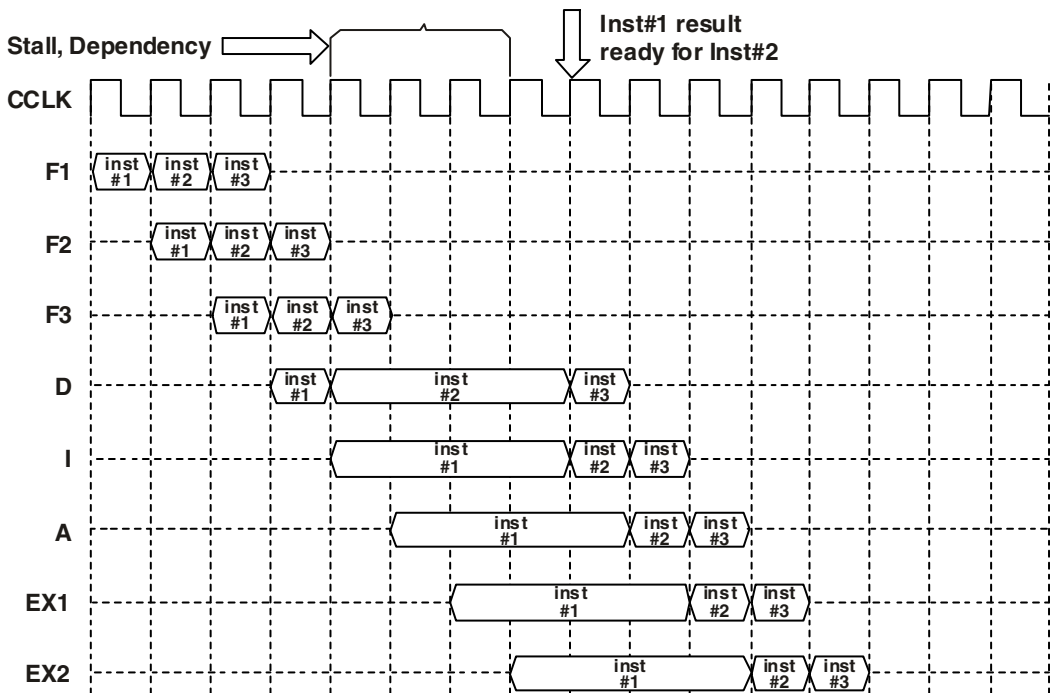 Stall, Dependency
Inst#1 result
ready for Inst#2
CCLK
F1
inst
#1
inst
#2
inst
#3
F2
inst
#1
inst
#2
inst
#3
F3
inst
#1
inst
#2
inst
#3
D
inst
#1
inst
#2
inst
#3
I
inst
#1
inst
#2
inst
#3
A
inst
#1
inst
#2
inst
#3
EX1
inst
#1
inst
#2
inst
#3
EX2
inst
#1
inst
#2
inst
#3